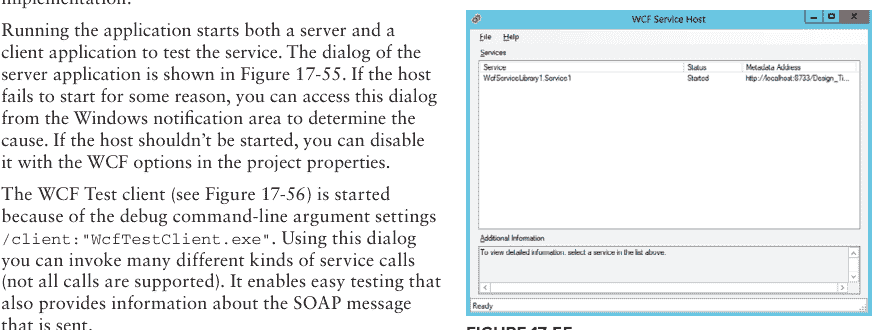 implementation.
Running the application starts both a server and a
client application to test the service. The dialog of the
server application is shown in Figure 17-55. If the host
fails to start for some reason, you can access this dialog
from the Windows notification area to determine the
cause. If the host shouldn’t be started, you can disable
it with the WCF options in the project properties.
The WCF Test client (see Figure 17-56) is started
because of the debug command-line argument settings
/client:"WcfTestClient.exe". Using this dialog
you can invoke many different kinds of service calls
(not all calls are supported). It enables easy testing that
also provides information about the SOAP message
that is sent.
WCF Service Host
File Help
Services
Service Status Metadata Address
WcfServiceLibrary1.Service1 Started http://localhost:8733/Design_Ti...
Additional Information
To view detailed information, select a service in the list above.
Ready
FIGURE 17-55